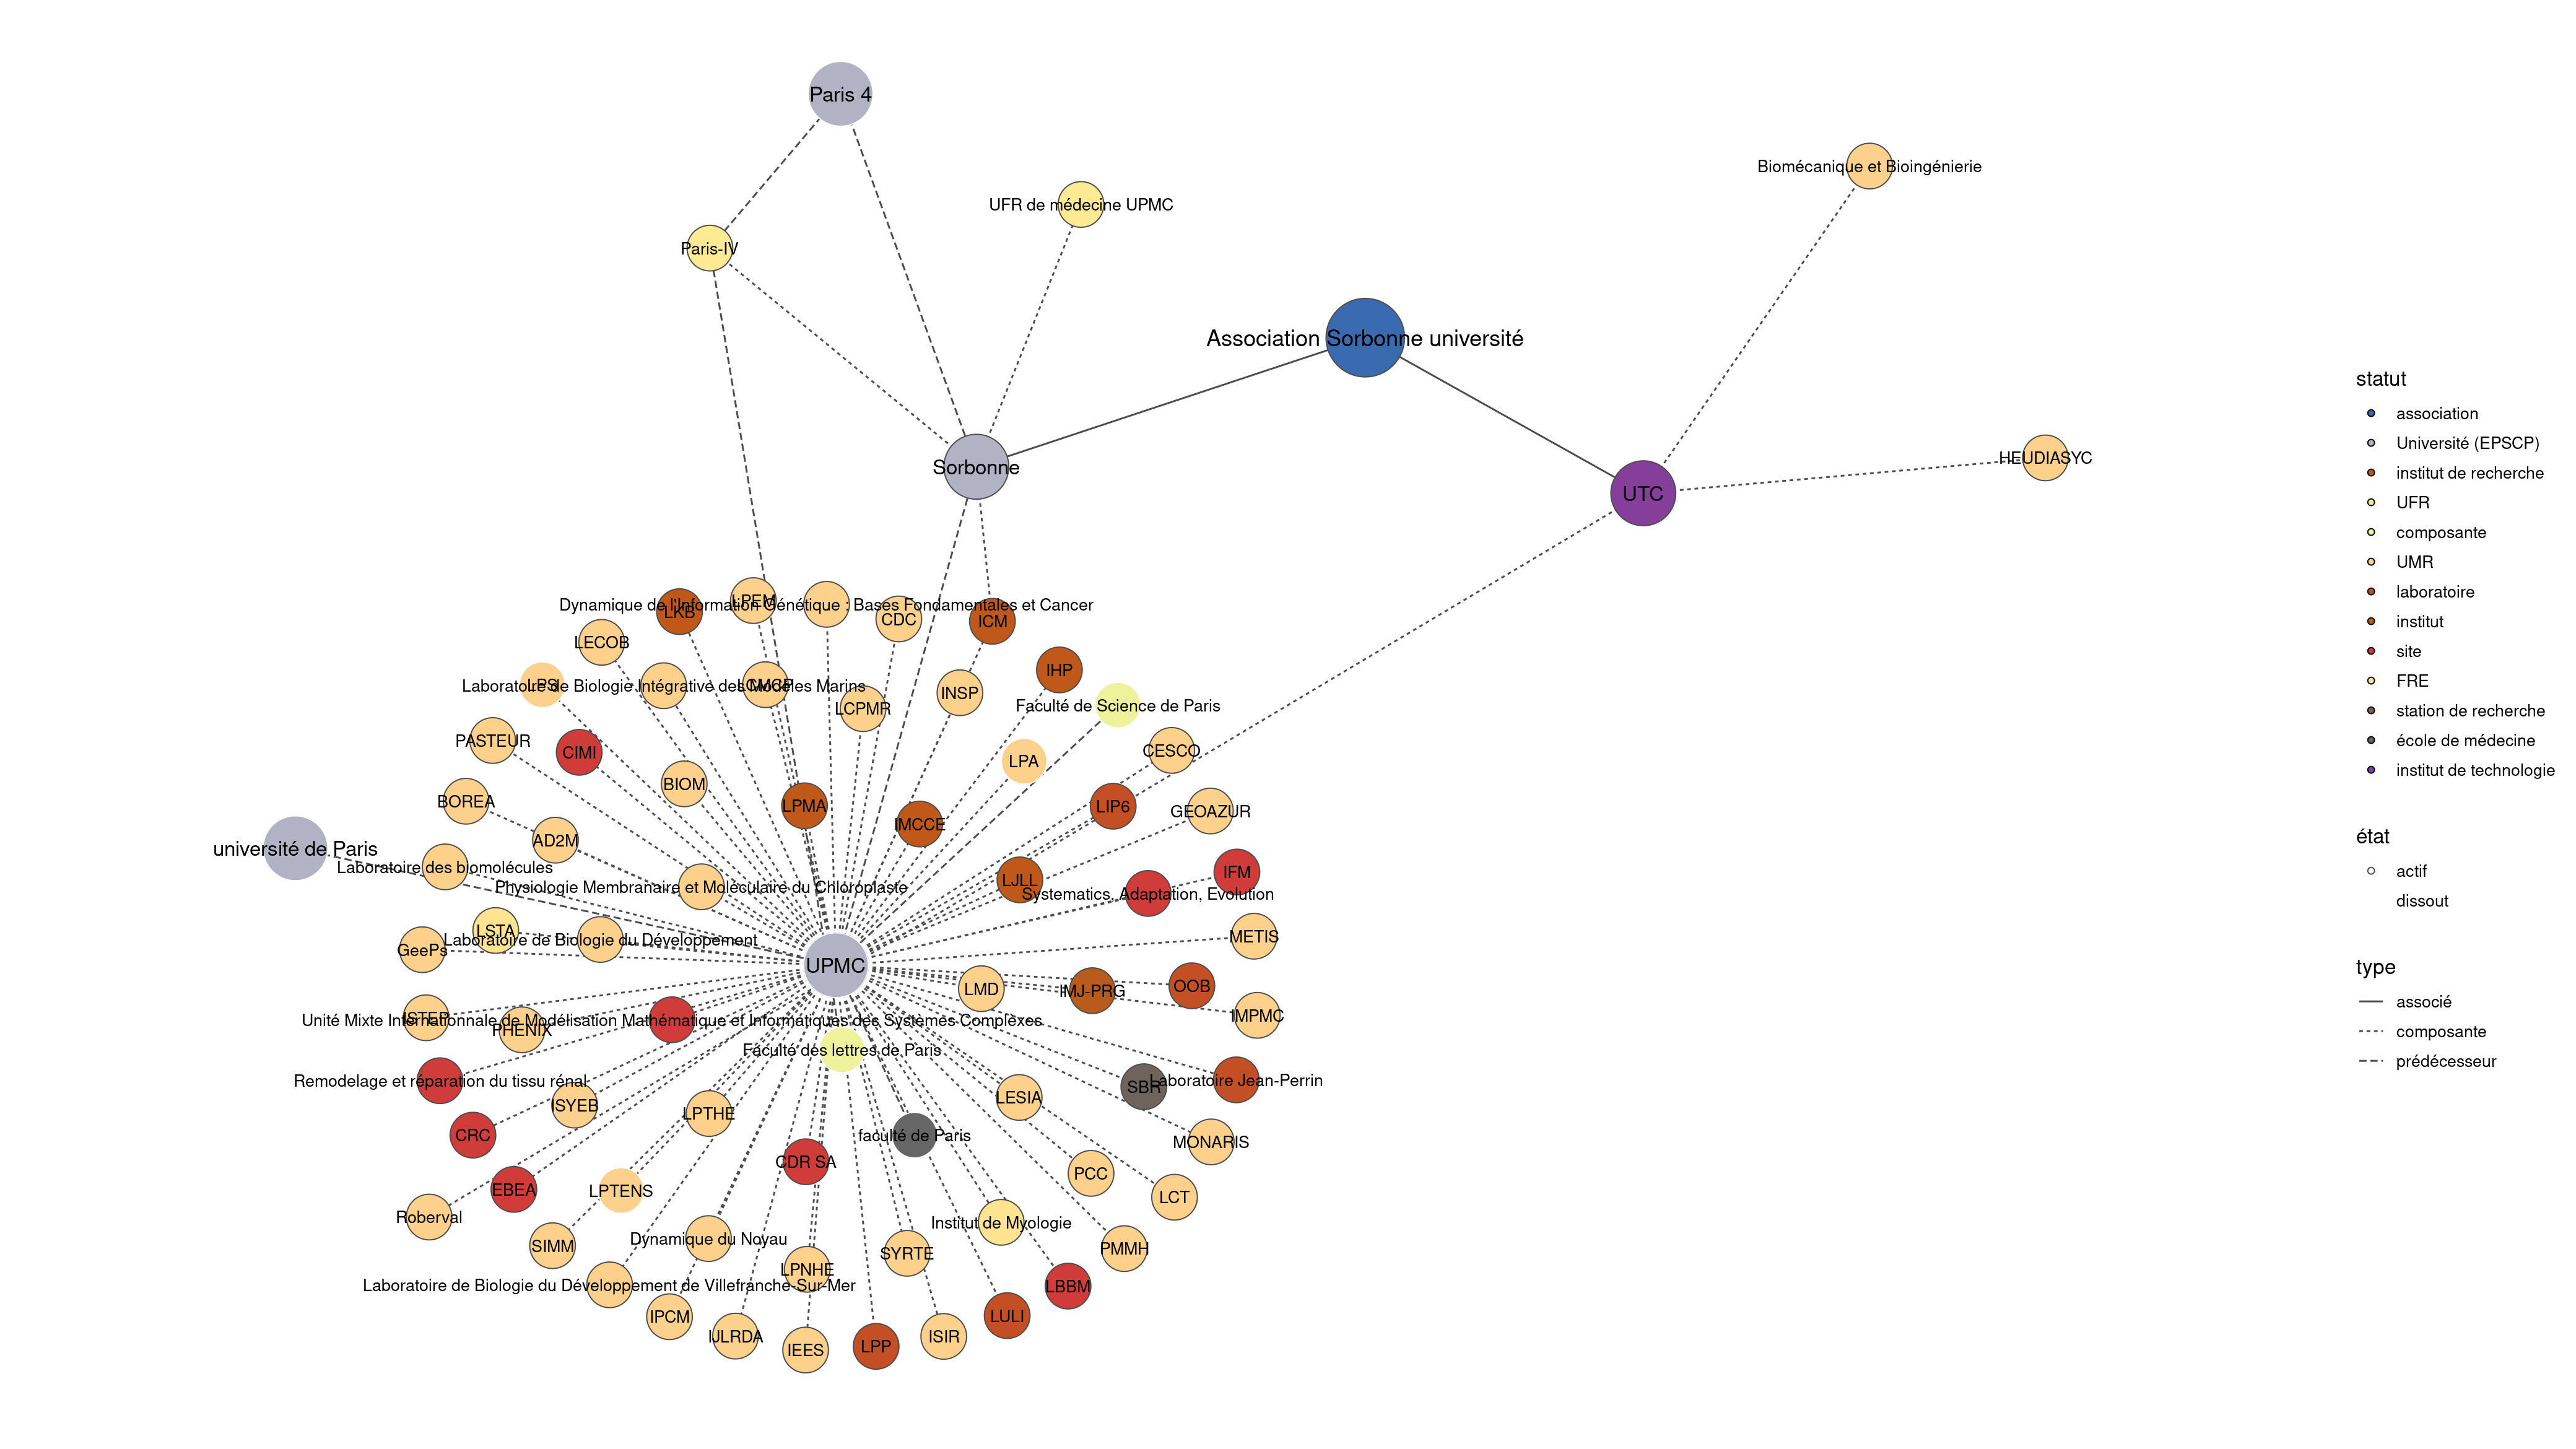 Paris 4
Biomécanique et Bioingénierie
UFR de médecine UPMC
Paris-IV
Association Sorbonne université
HEUDIASYC
Sorbonne
UTC
Dynamique de l'Information Génétique : Bases Fondamentales et Cancer
LPEM
LKB
CDC
ICM
LECOB
IHP
Laboratoire de Biologie Intégrative des Modèles Marins
LPS
LCMCP
INSP
LCPMR
Faculté de Science de Paris
PASTEUR
CIMI
CESCO
LPA
BIOM
BOREA
LPMA
LIP6
GEOAZUR
IMCCE
AD2M
université de Paris
Laboratoire des biomolécules
IFM
LJLL
Physiologie Membranaire et Moléculaire du Chloroplaste
Systematics, Adaptation, Evolution
LSTA
Laboratoire de Biologie du Développement
METIS
GeePs
UPMC
LMD
IMJ-PRG
OOB
ISTEP
IMPMC
Unité Mixte Internationnale de Modélisation Mathématique et Informatiques des Systèmes Complexes
PHENIX
Faculté des lettres de Paris
Remodelage et réparation du tissu rénal
SBR
Laboratoire Jean-Perrin
ISYEB
LPTHE
LESIA
CRC
faculté de Paris
MONARIS
CDR SA
PCC
EBEA
LPTENS
LCT
Roberval
Institut de Myologie
SIMM
Dynamique du Noyau
SYRTE
PMMH
LPNHE
Laboratoire de Biologie du Développement de Villefranche-Sur-Mer
LBBM
IPCM
LULI
IJLRDA
ISIR
IEES
LPP
statut
association
Université (EPSCP)
institut de recherche
UFR
composante
UMR
laboratoire
institut
site
FRE
station de recherche
école de médecine
institut de technologie
état
actif
dissout
type
associé
composante
prédécesseur